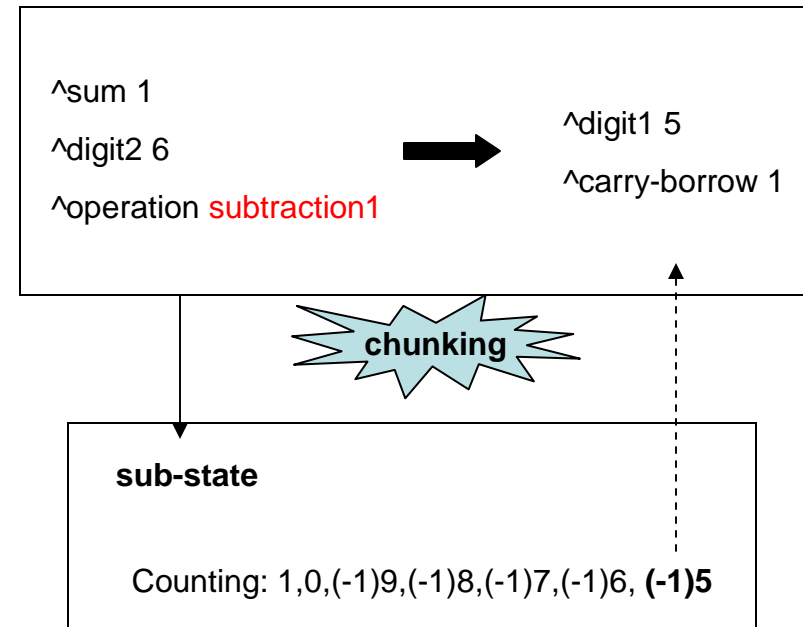 ^sum 1
^digit2 6
^operation subtraction1
^digit1 5
^carry-borrow 1
chunking
sub-state
Counting: 1,0,(-1)9,(-1)8,(-1)7,(-1)6, (-1)5